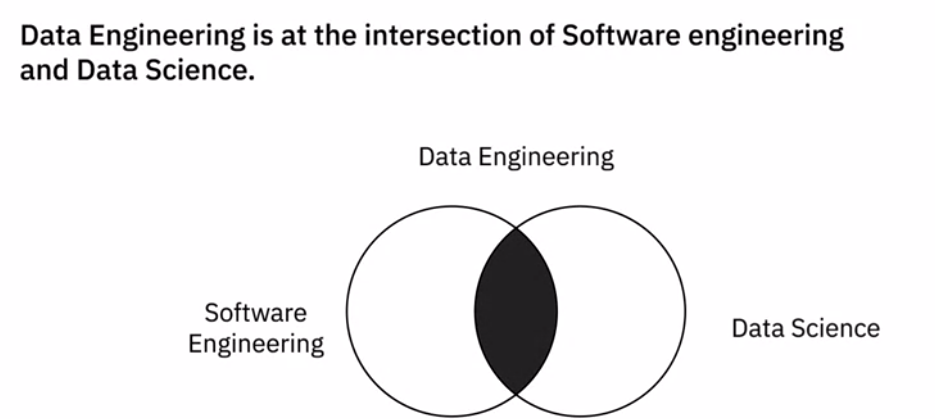 Data Engineering is at the intersection of Software engineering
and Data Science.
Data Engineering
Software
Engineering
Data Science